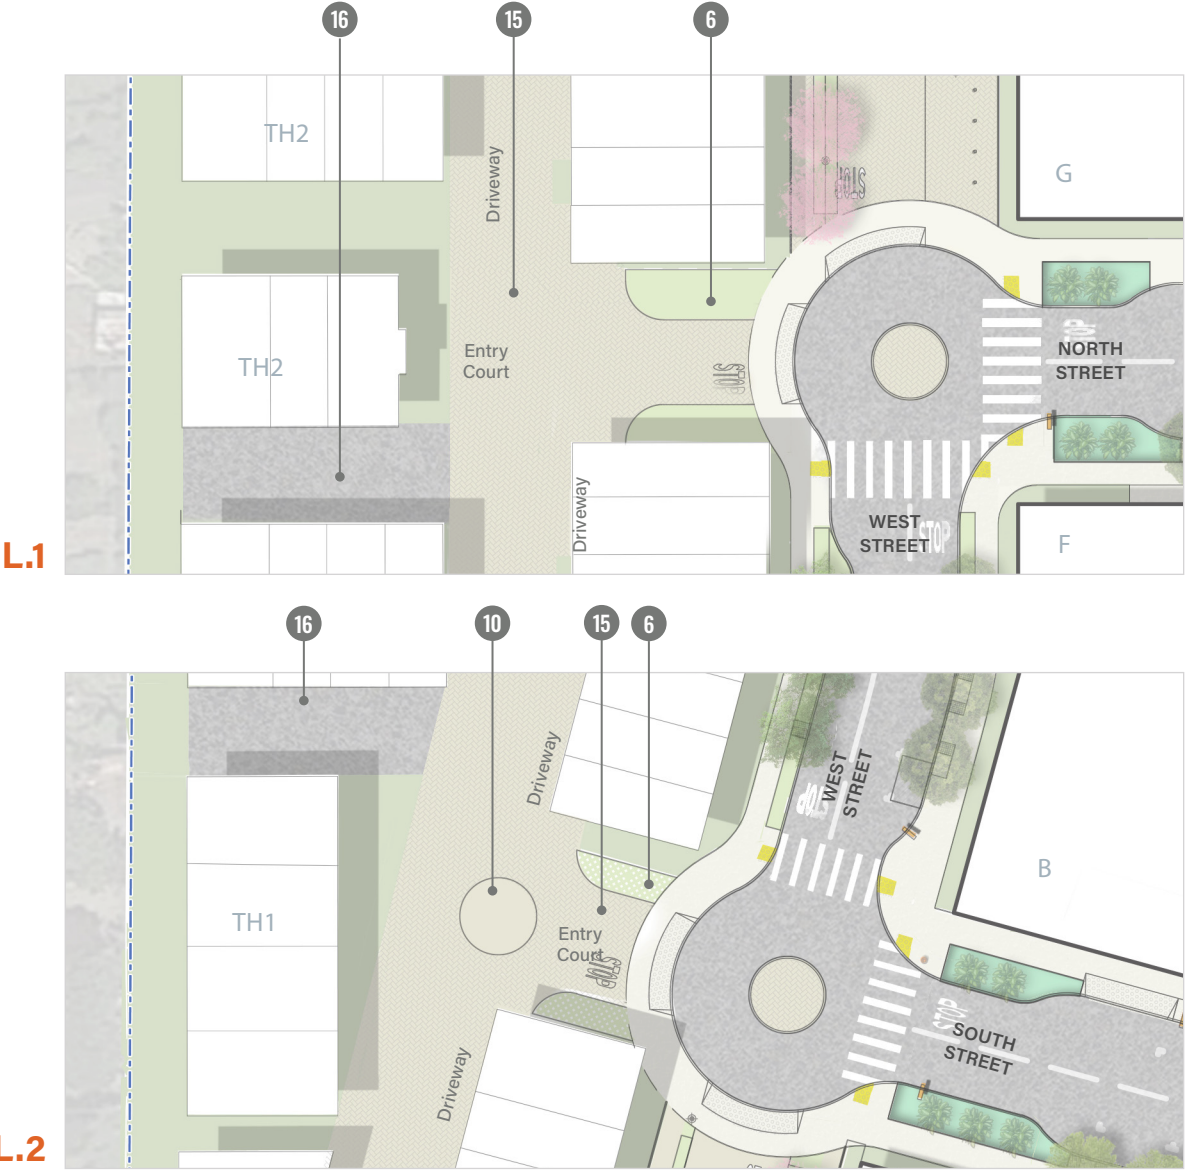 16
15
6
TH2
Driveway
STOP
G
Entry
Court
TH2
STOP
STOP
NORTH
STREET
Driveway
WEST
STREET
STOP
F
L.1
16
10
15
6
Driveway
WEST
STREET
STOP
B
TH1
Entry
Court
STOP
STOP
SOUTH
STREET
Driveway
L.2